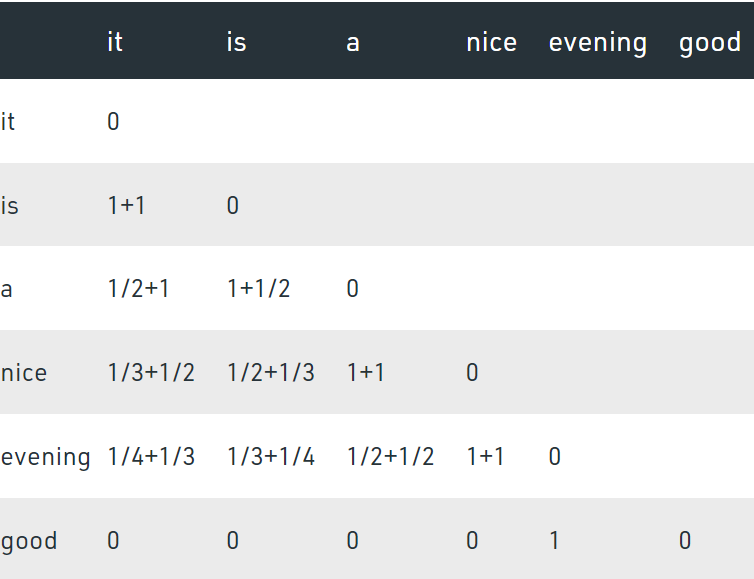 it is a nice evening good
it 0
is 1+1 0
a 1/2+1 1+1/2 0
nice 1/3+1/2 1/2+1/3 1+1 0
evening 1/4+1/3 1/3+1/4 1/2+1/2 1+1 0
good 0 0 0 0 1 0